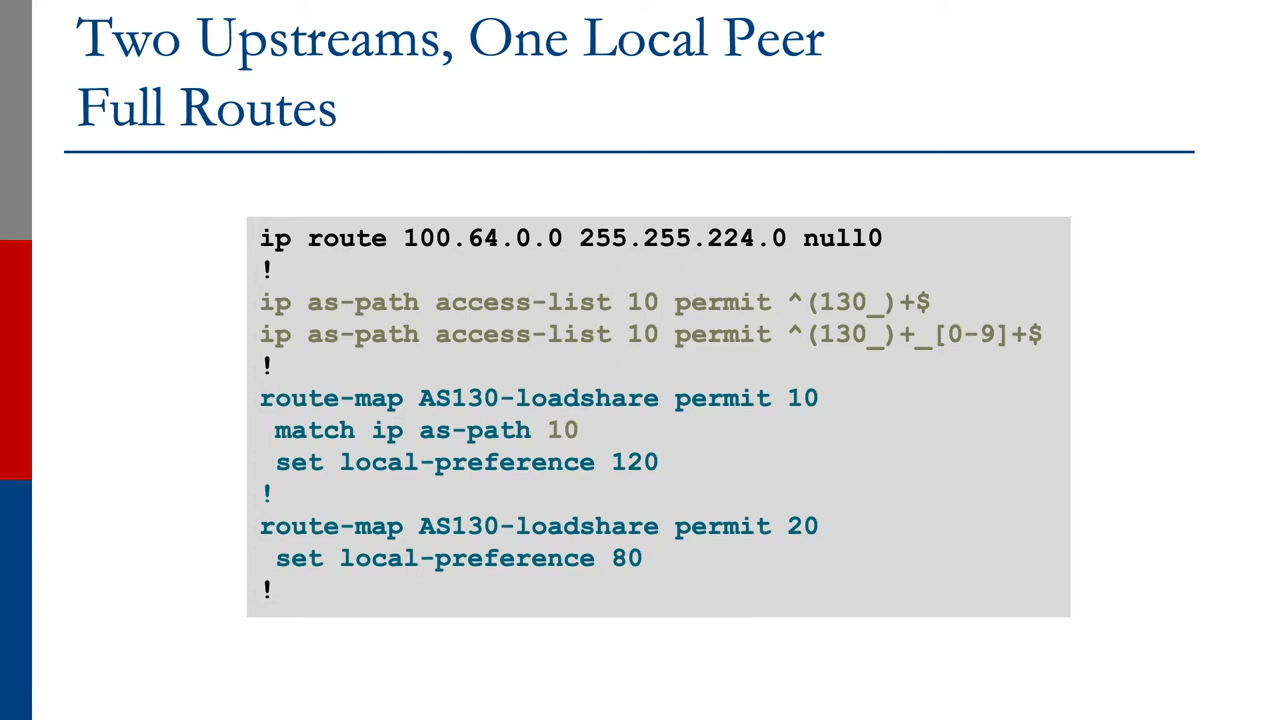 Two Upstreams, One Local Peer
Full Routes
ip route 100.64.0.0 255.255.224.0 null0
!
ip as-path access-list 10 permit ^(130_)+$
ip as-path access-list 10 permit ^(130_)+_[0-9]+$
!
route-map AS130-loadshare permit 10
 match ip as-path 10
 set local-preference 120
!
route-map AS130-loadshare permit 20
 set local-preference 80
!